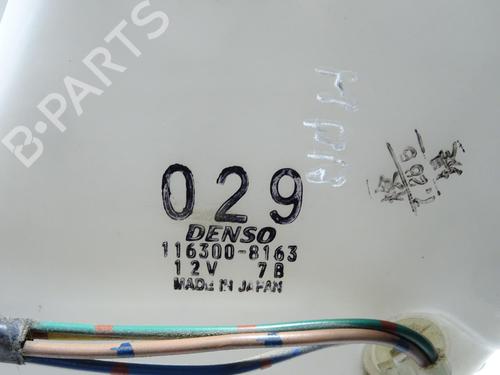 B-PARTS
029
DENSO
116300-8163
12V 7B
MADE IN JAPAN